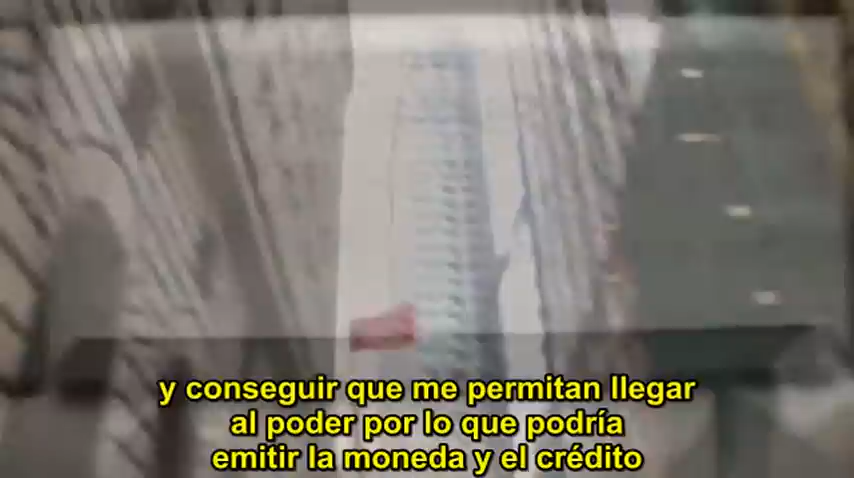 y conseguir que me permitan llegar
al poder por lo que podría
emitir la moneda y el crédito